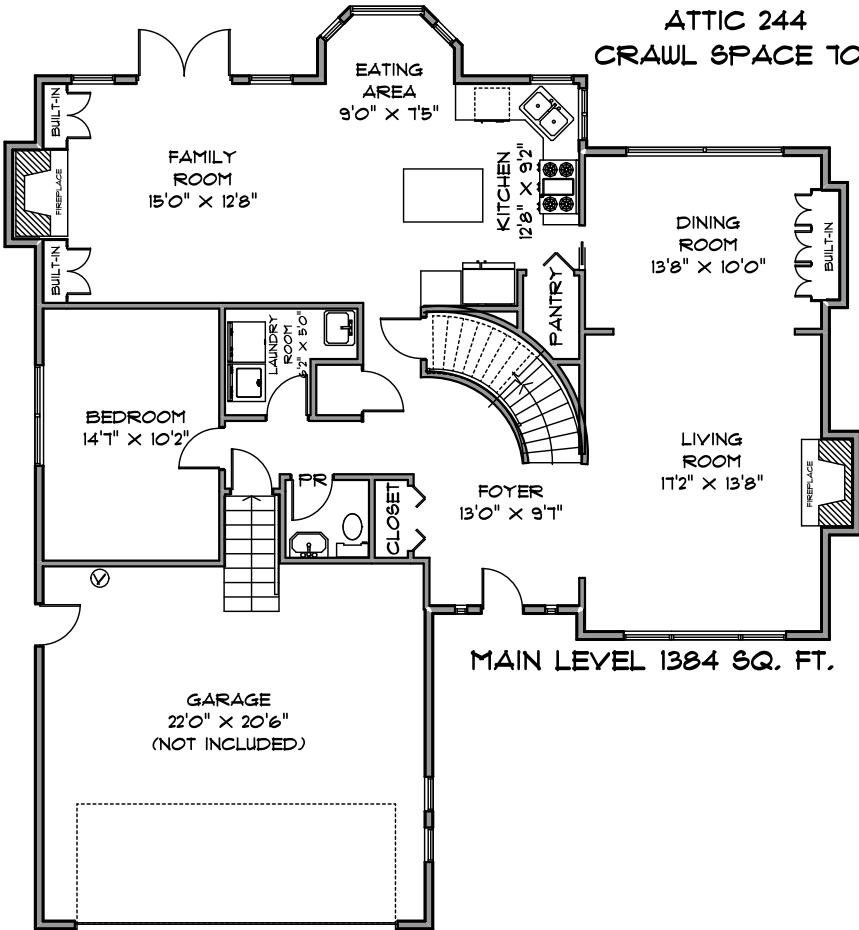 ATTIC 244
CRAWL SPACE TO
EATING
AREA
9'0" X 7'5"
BUILT-IN
FAMILY
ROOM
15'0" X 12'8"
FIREPLACE
KITCHEN
12'8" X 9'2"
DINING
ROOM
13'8" X 10'0"
BUILT-IN
BUILT-IN
PANTRY
LAUNDRY
ROOM
6'2" X 5'0"
BEDROOM
14'7" X 10'2"
LIVING
ROOM
17'2" X 13'8"
FIREPLACE
PR
CLOSET
FOYER
13'0" X 9'7"
MAIN LEVEL 1384 SQ. FT.
GARAGE
22'0" X 20'6"
(NOT INCLUDED)